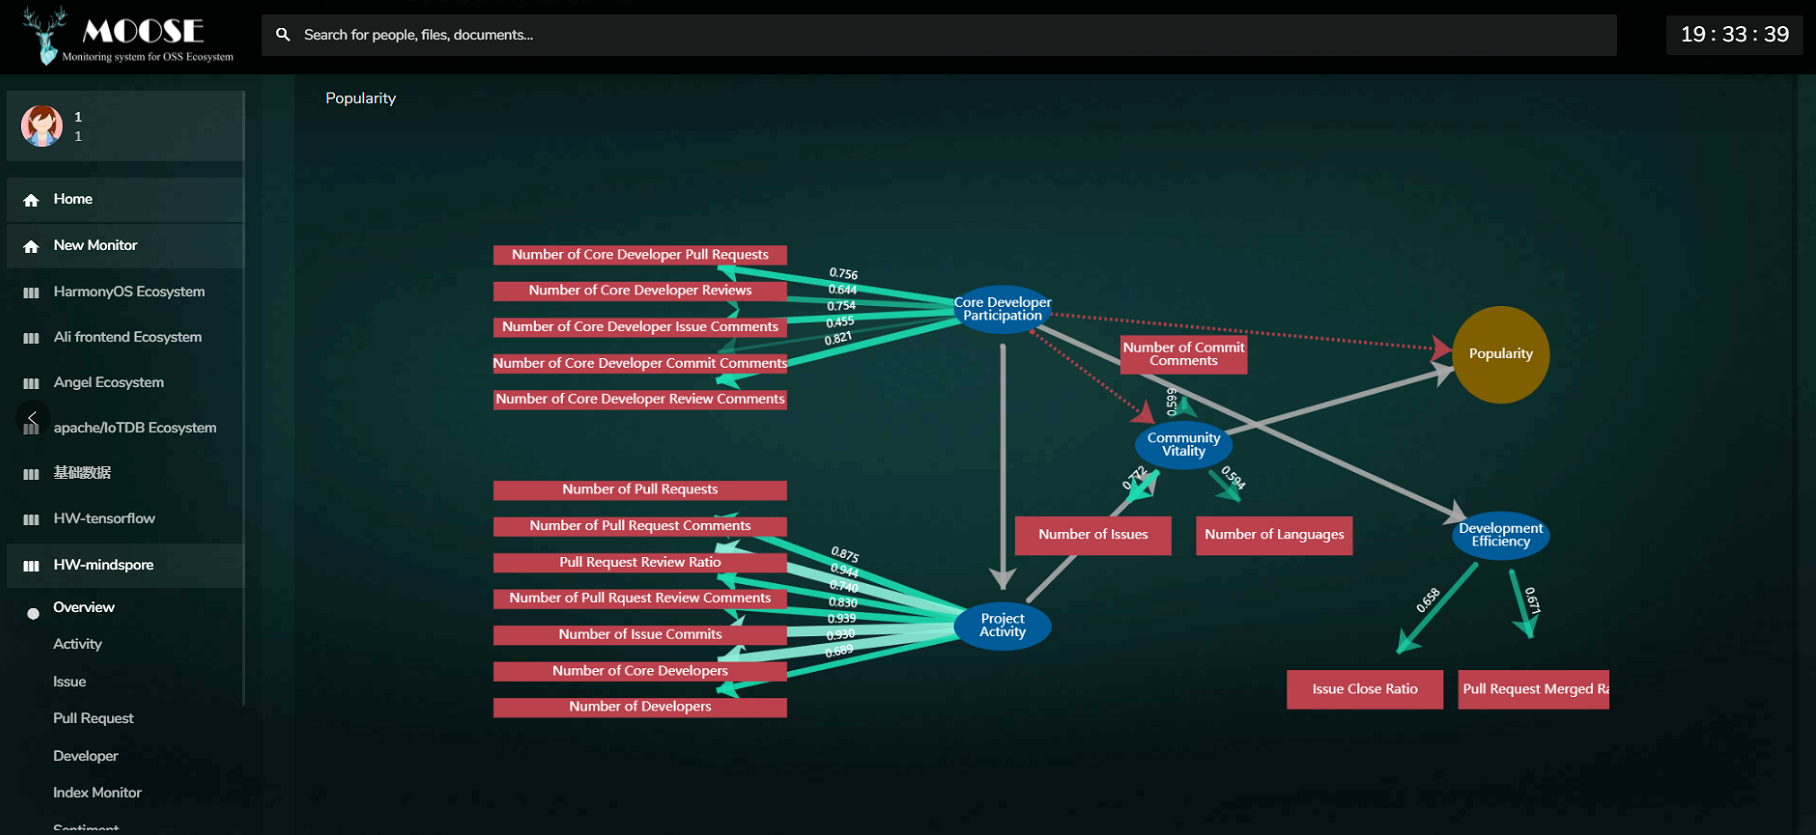 MOOSE
Monitoring system for OSS Ecosystem
Search for people, files, documents...
19 : 33 : 39
1
1
Home
New Monitor
HarmonyOS Ecosystem
Ali frontend Ecosystem
Angel Ecosystem
apache/IoTDB Ecosystem
基础数据
HW-tensorflow
HW-mindspore
Overview
Activity
Issue
Pull Request
Developer
Index Monitor
Sentiment
Popularity
Number of Core Developer Pull Requests
Number of Core Developer Reviews
Number of Core Developer Issue Comments
Number of Core Developer Commit Comments
Number of Core Developer Review Comments
0.756
0.644
0.754
0.455
0.821
Core Developer
Participation
Number of Commit
Comments
0.599
Popularity
Community
Vitality
0.772
0.594
Number of Issues
Number of Languages
Development
Efficiency
0.658
0.671
Issue Close Ratio
Pull Request Merged Ra
Number of Pull Requests
Number of Pull Request Comments
Pull Request Review Ratio
Number of Pull Rquest Review Comments
Number of Issue Commits
Number of Core Developers
Number of Developers
0.875
0.944
0.740
0.830
0.939
0.930
0.689
Project
Activity